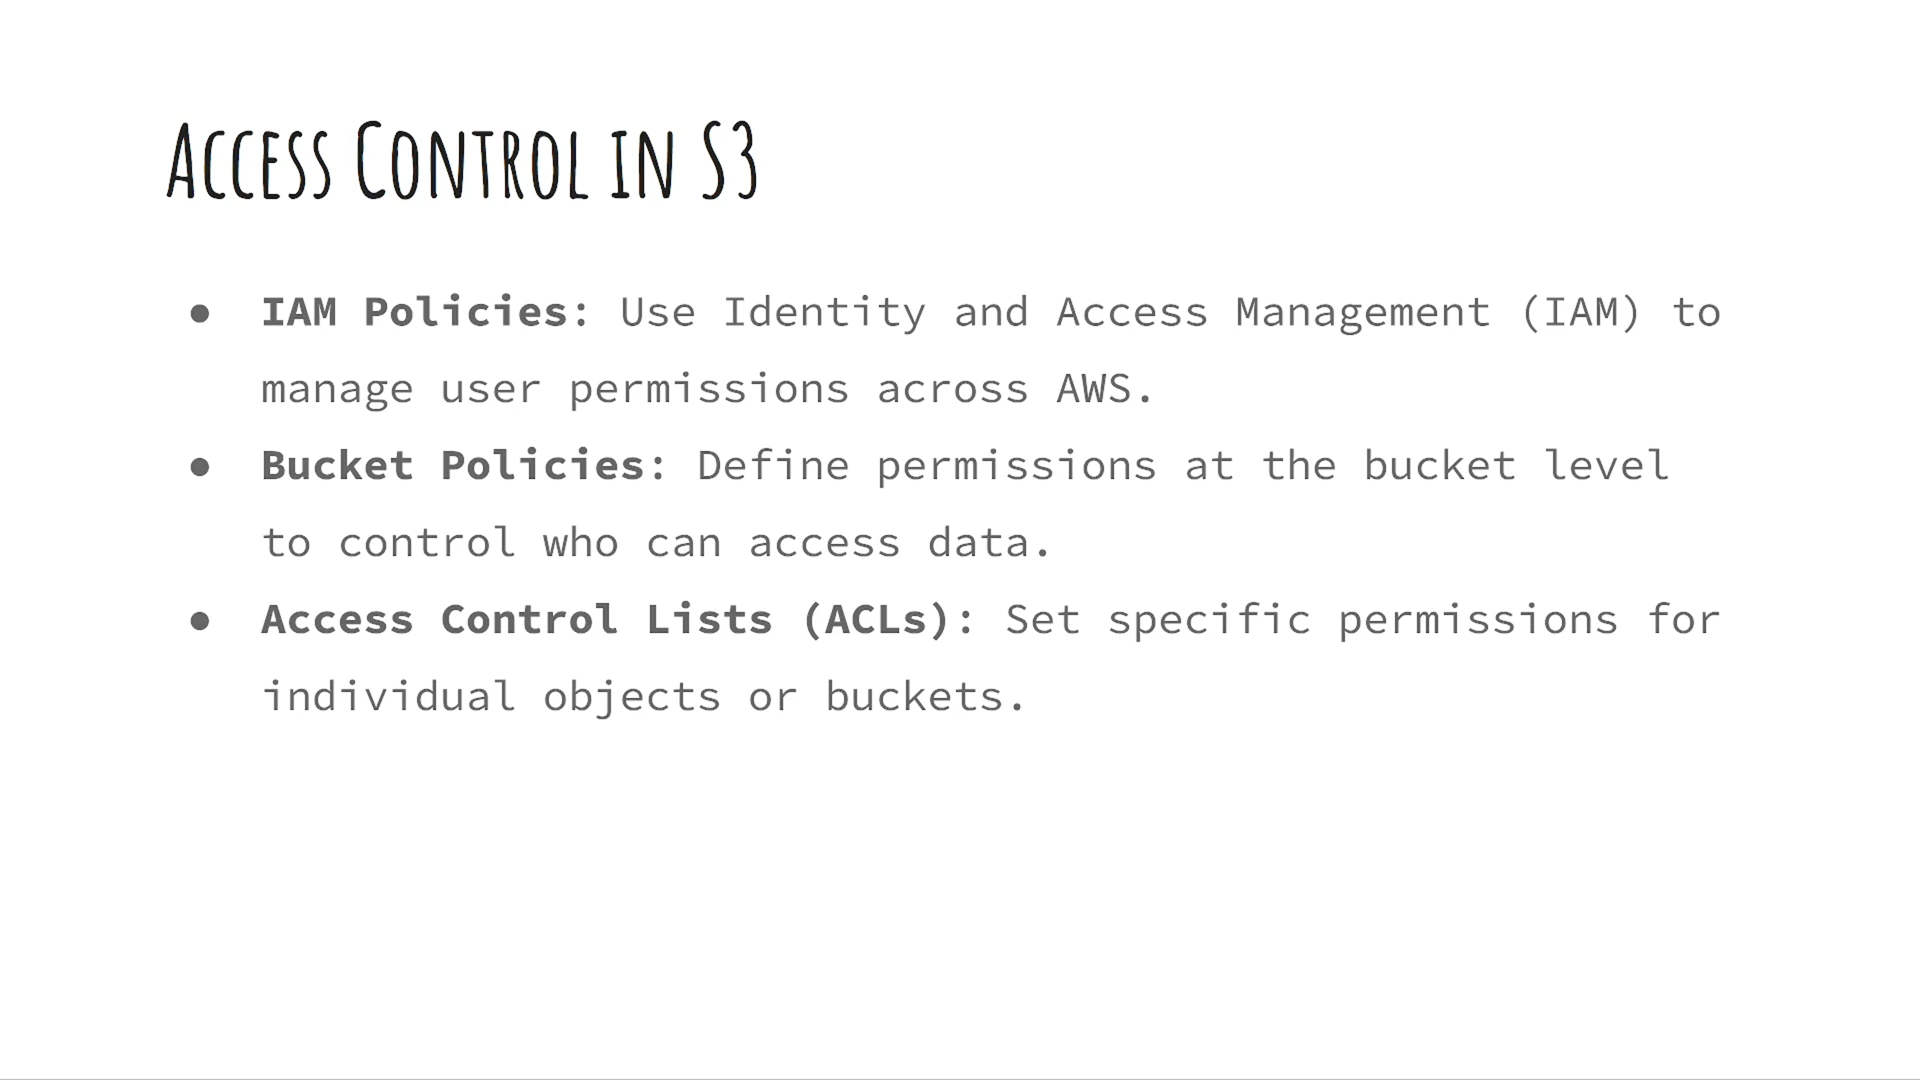 Access Control in S3
● IAM Policies: Use Identity and Access Management (IAM) to
manage user permissions across AWS.
● Bucket Policies: Define permissions at the bucket level
to control who can access data.
● Access Control Lists (ACLs): Set specific permissions for
individual objects or buckets.